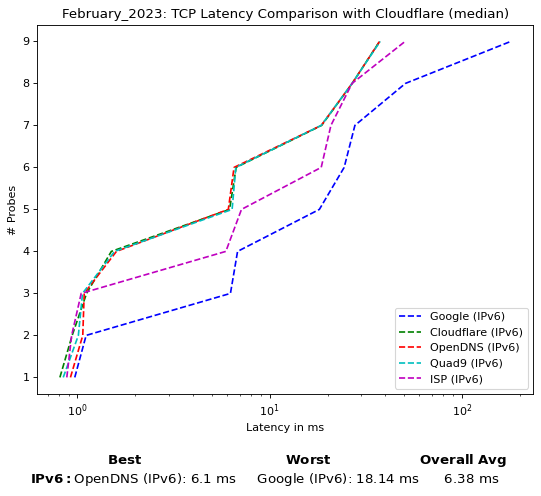 February_2023: TCP Latency Comparison with Cloudflare (median)
# Probes
9
8
7
6
5
4
3
2
1
Google (IPv6)
Cloudflare (IPv6)
OpenDNS (IPv6)
Quad9 (IPv6)
ISP (IPv6)
10⁰ 10¹ 10²
Latency in ms
Best Worst Overall Avg
IPv6: OpenDNS (IPv6): 6.1 ms Google (IPv6): 18.14 ms 6.38 ms